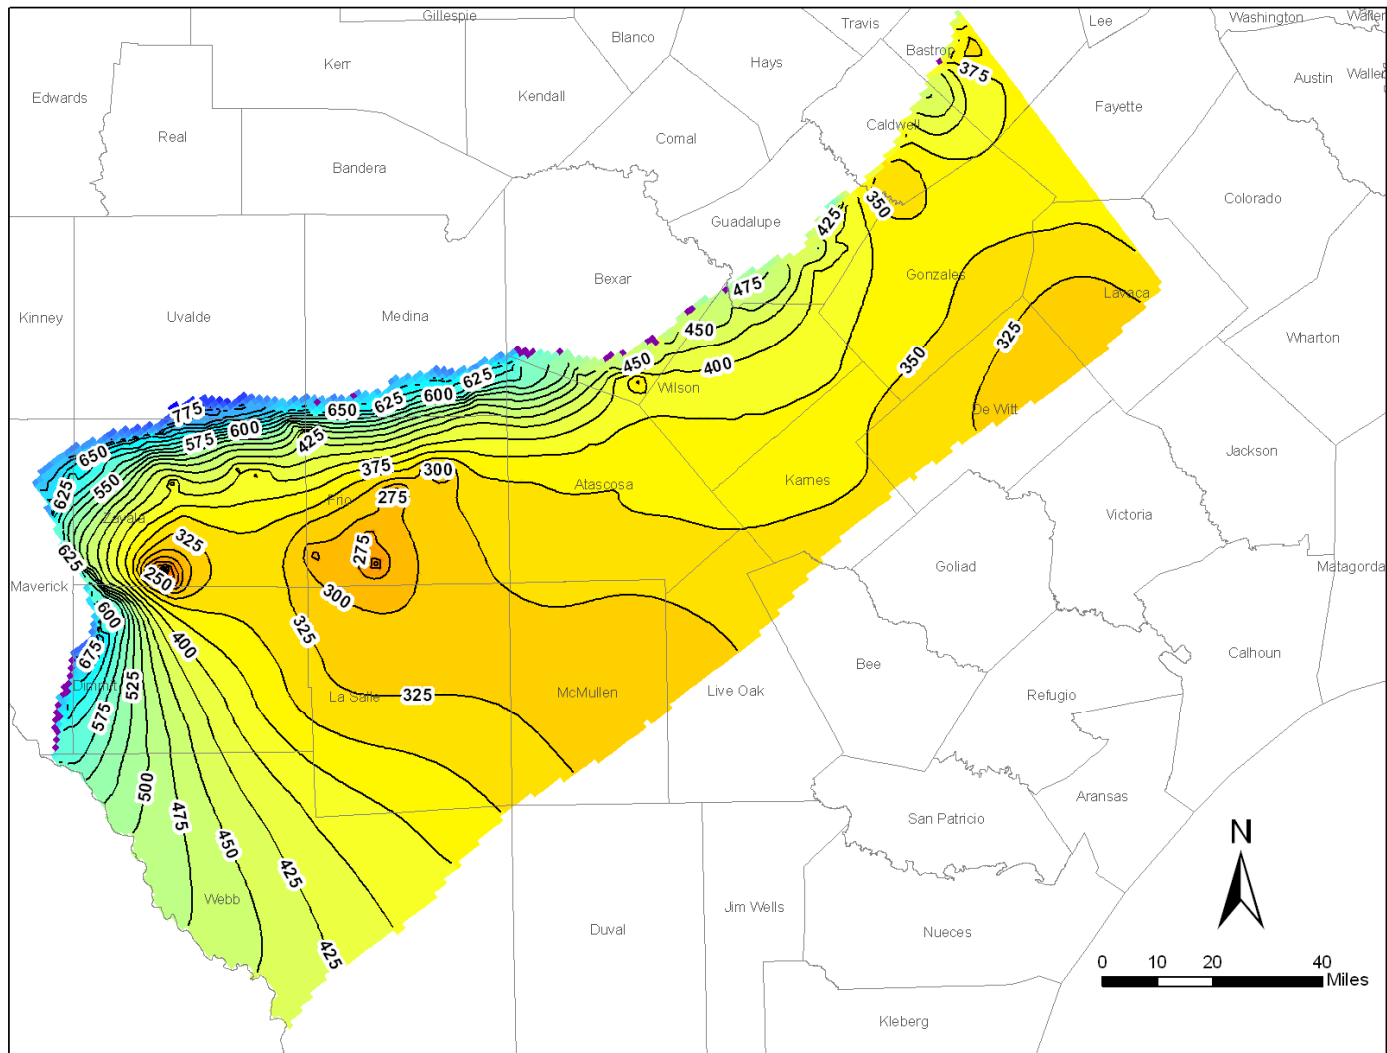 Gillespie
Travis
Lee
Washington
Waller
Blanco
Bastrop
Kerr
Hays
375
Austin
Waller
Edwards
Kendall
Fayette
Real
Caldwell
Comal
Bandera
Colorado
350
Guadalupe
425
Gonzales
Bexar
475
Lavaca
Kinney
Uvalde
Medina
450
325
Wharton
450
400
350
625
600
625
650
775
Wilson
De Witt
600
575
425
650
Jackson
375
300
625
550
Frio
275
Atascosa
Karnes
Zavala
Victoria
325
275
625
250
Goliad
Matagorda
Maverick
300
600
400
325
675
Calhoun
Bee
Dimmit
525
325
La Salle
McMullen
Live Oak
Refugio
575
500
Aransas
475
San Patricio
450
N
425
Webb
Jim Wells
Duval
Nueces
425
0
10
20
40
Miles
Kleberg